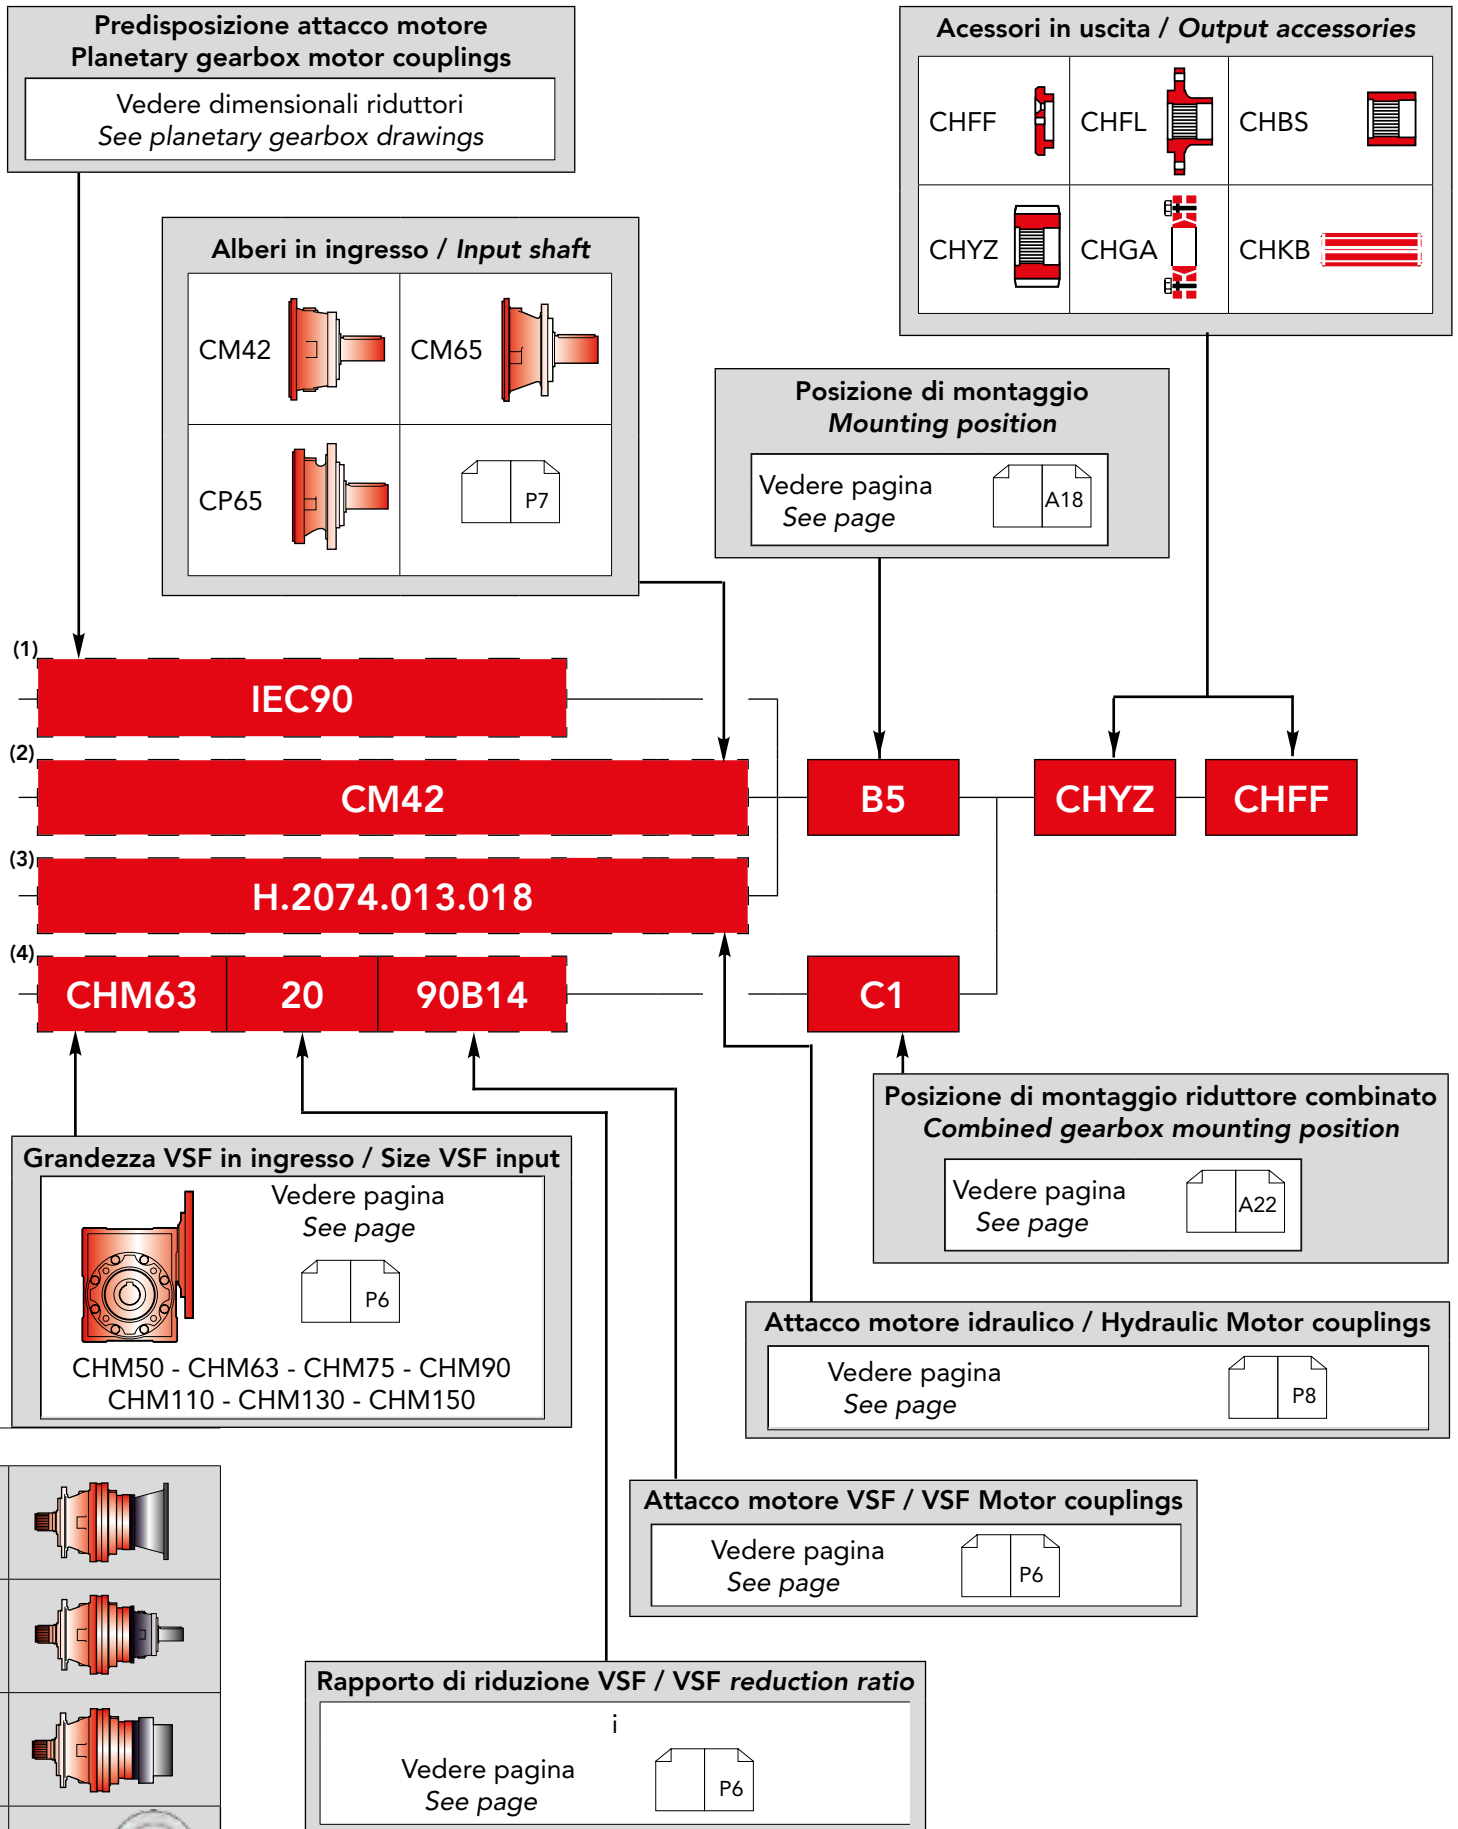 Predisposizione attacco motore
Planetary gearbox motor couplings
Vedere dimensionali riduttori
See planetary gearbox drawings
Acessori in uscita / Output accessories
CHFF
CHFL
CHBS
CHYZ
CHGA
CHKB
Alberi in ingresso / Input shaft
CM42
CM65
CP65
P7
Posizione di montaggio
Mounting position
Vedere pagina
See page
A18
(1)
IEC90
(2)
CM42
B5
CHYZ
CHFF
(3)
H.2074.013.018
(4)
CHM63
20
90B14
C1
Posizione di montaggio riduttore combinato
Combined gearbox mounting position
Vedere pagina
See page
A22
Grandezza VSF in ingresso / Size VSF input
Vedere pagina
See page
P6
CHM50 - CHM63 - CHM75 - CHM90
CHM110 - CHM130 - CHM150
Attacco motore idraulico / Hydraulic Motor couplings
Vedere pagina
See page
P8
Attacco motore VSF / VSF Motor couplings
Vedere pagina
See page
P6
Rapporto di riduzione VSF / VSF reduction ratio
i
Vedere pagina
See page
P6